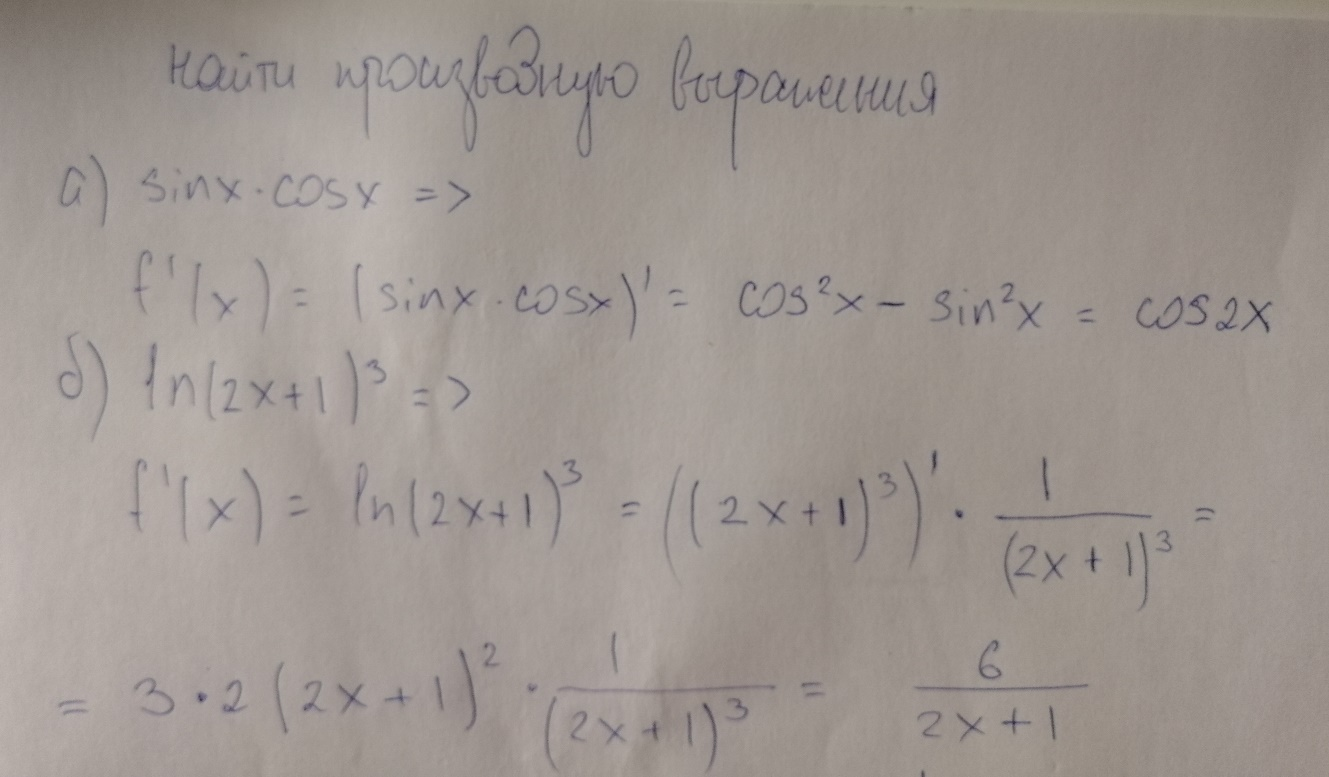 найти производную выражения
а) sinx·cosx =>
f'(x) = (sinx·cosx)' = cos²x − sin²x = cos2x
б) ln(2x+1)³ =>
f'(x) = ln(2x+1)³ = ((2x+1)³)' · 1/(2x+1)³ =
= 3·2(2x+1)² · 1/(2x+1)³ = 6/(2x+1)